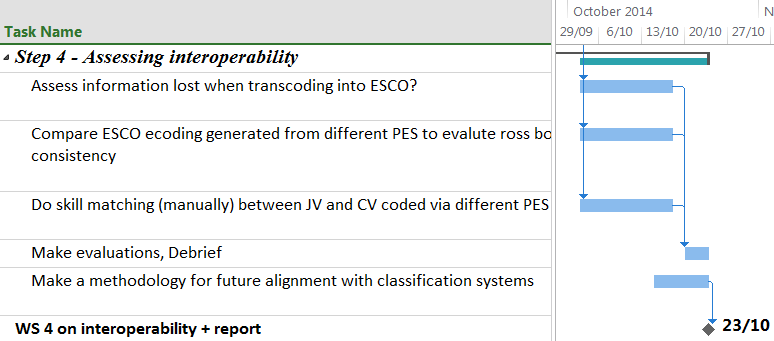 October 2014
N
Task Name
29/09 6/10 13/10 20/10 27/10
Step 4 - Assessing interoperability
Assess information lost when transcoding into ESCO?
Compare ESCO ecoding generated from different PES to evalute ross bo
consistency
Do skill matching (manually) between JV and CV coded via different PES
Make evaluations, Debrief
Make a methodology for future alignment with classification systems
WS 4 on interoperability + report
23/10